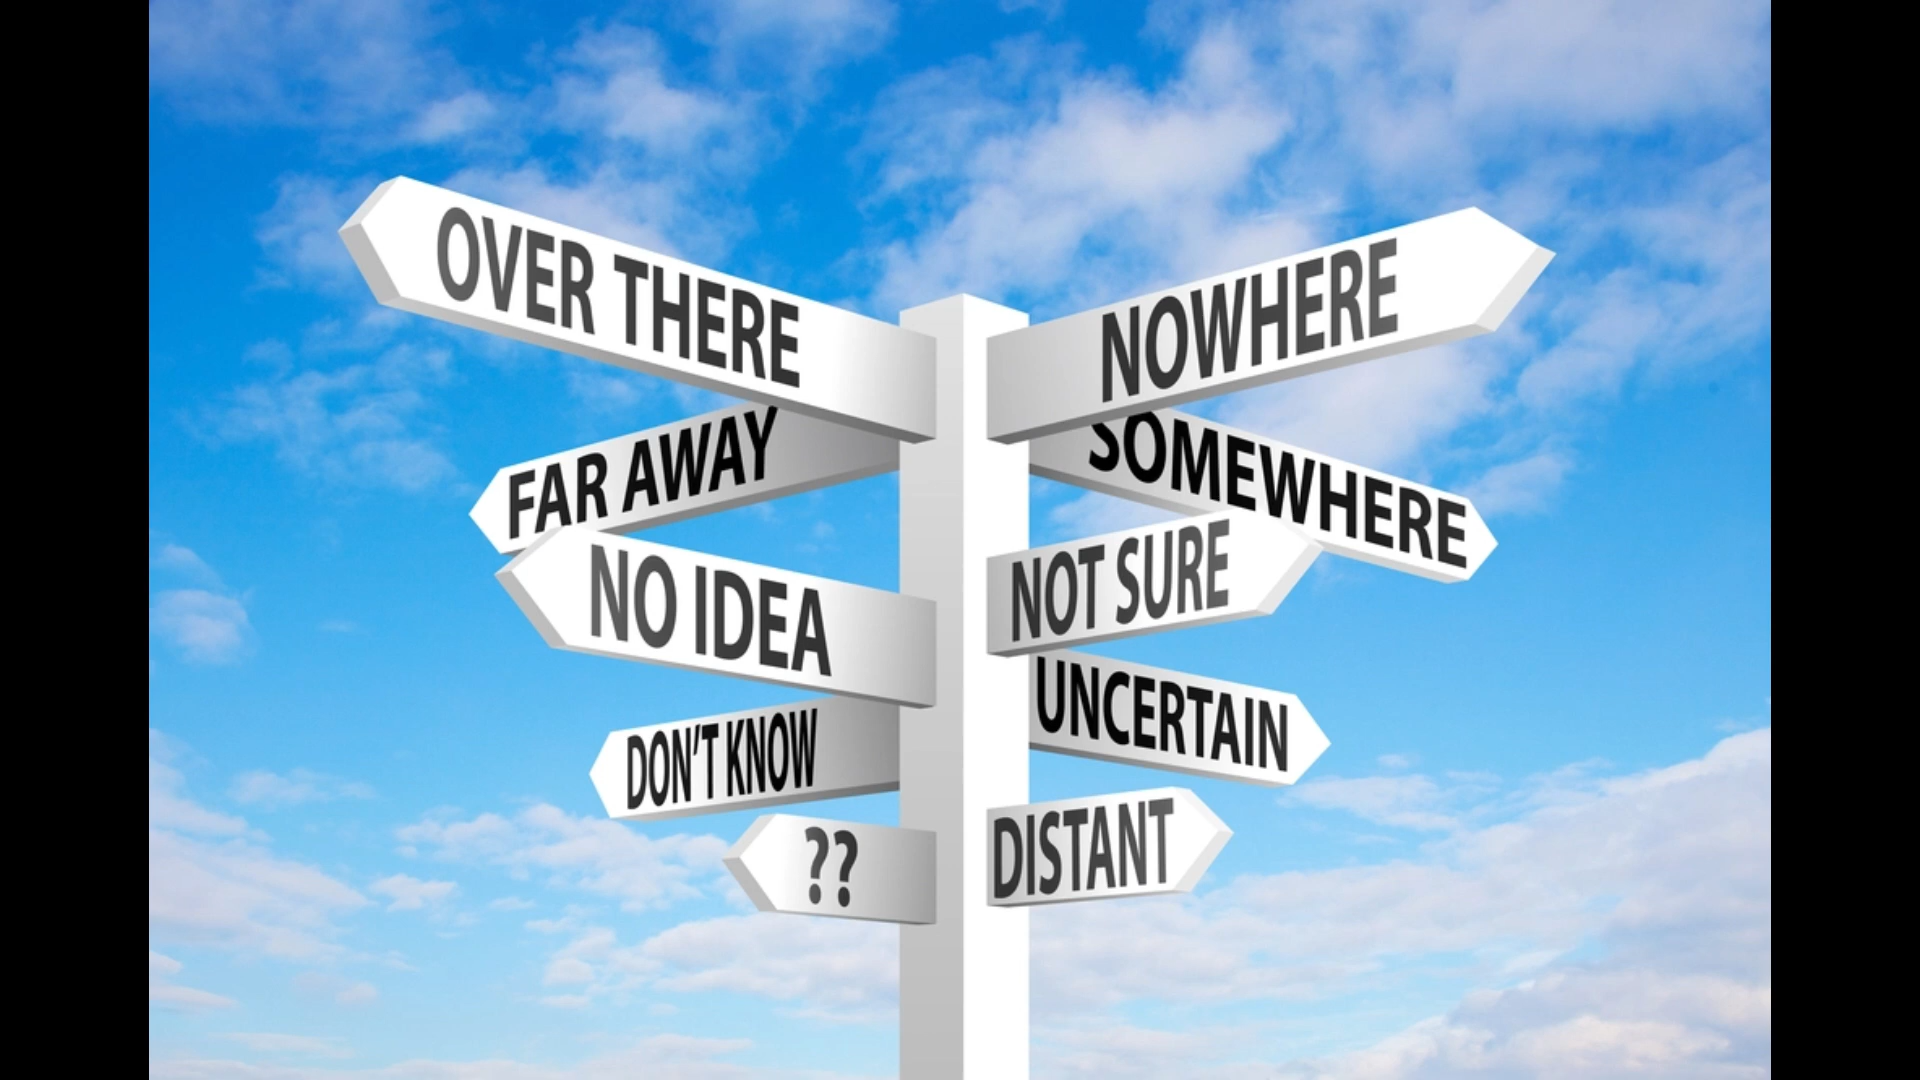 OVER THERE
NOWHERE
FAR AWAY
SOMEWHERE
NO IDEA
NOT SURE
DON'T KNOW
UNCERTAIN
??
DISTANT